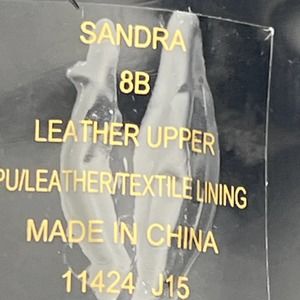 SANDRA
8B
LEATHER UPPER
PU/LEATHER/TEXTILE LINING
MADE IN CHINA
11424 J15